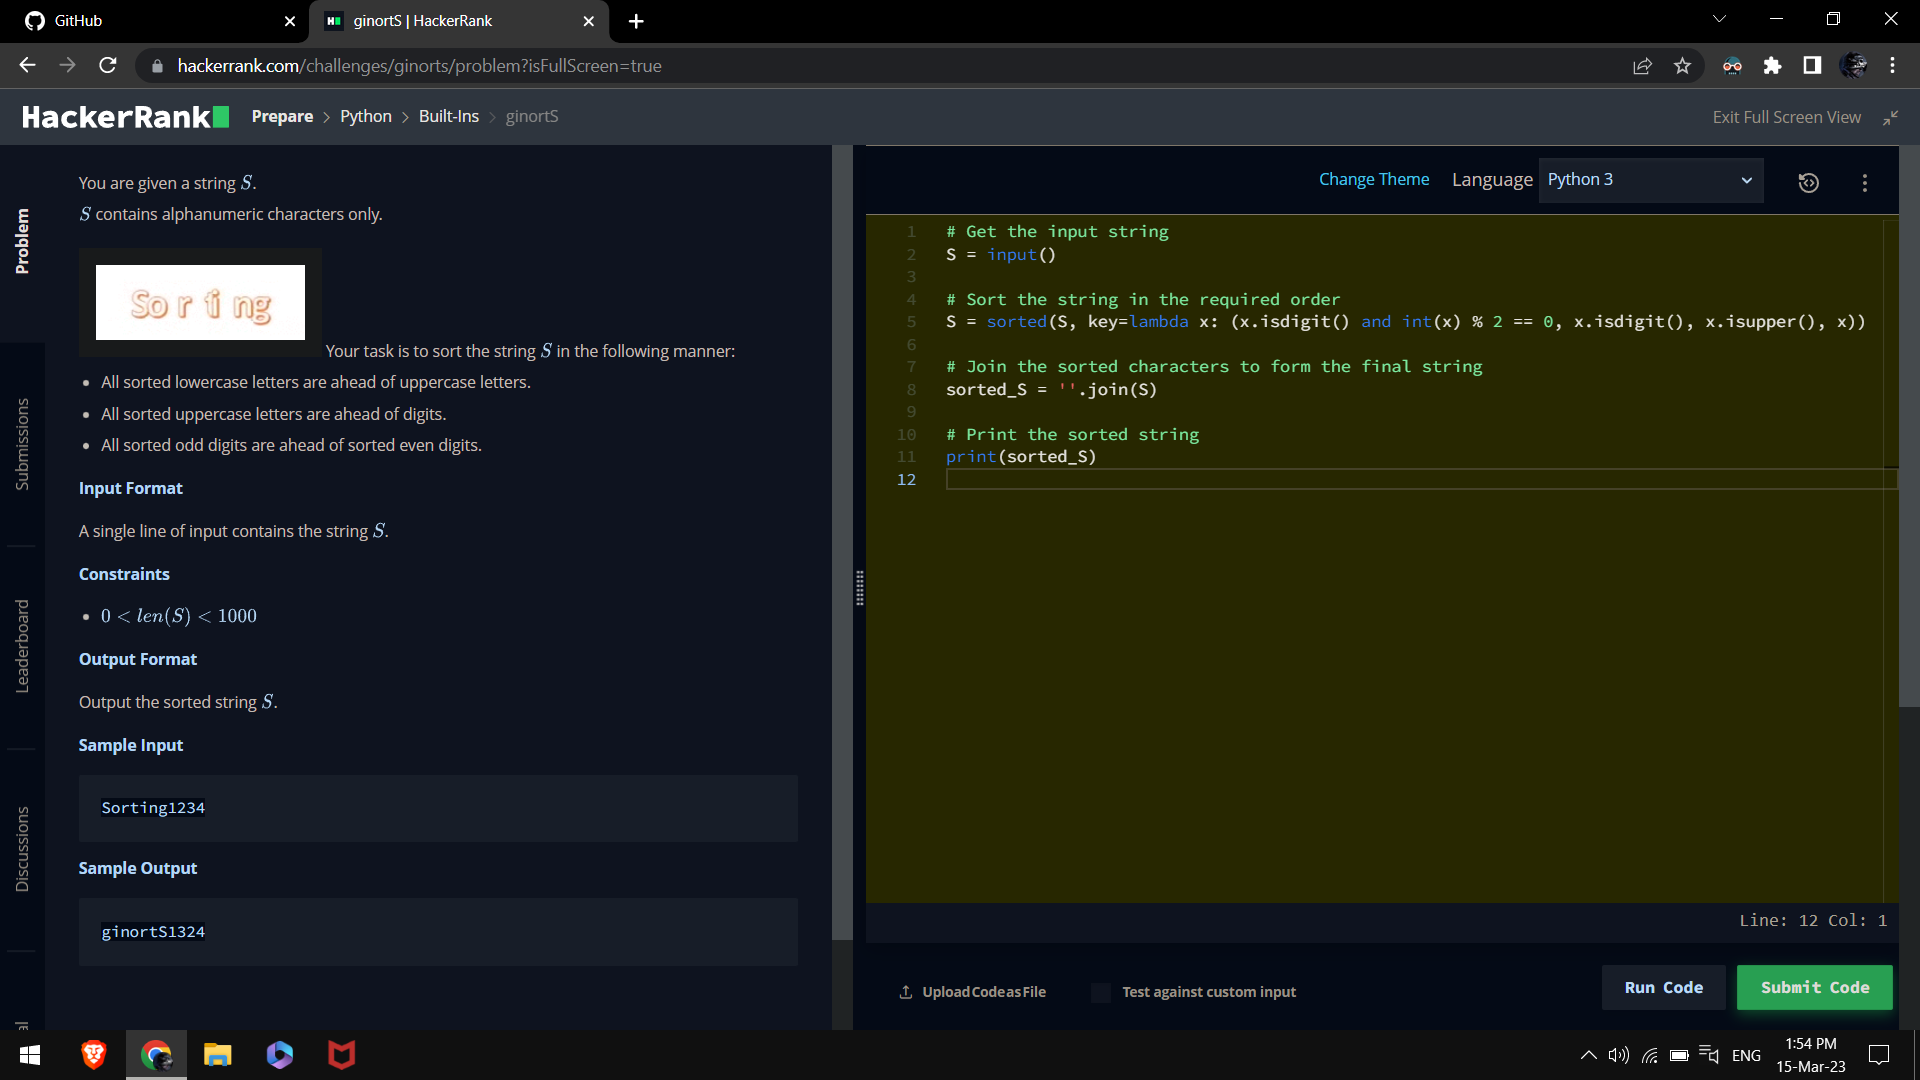 GitHub
ginortS | HackerRank
hackerrank.com/challenges/ginorts/problem?isFullScreen=true
HackerRank
Prepare > Python > Built-Ins > ginortS
Exit Full Screen View
Problem
Submissions
Leaderboard
Discussions
al
You are given a string S.
S contains alphanumeric characters only.
Sorting
Your task is to sort the string S in the following manner:
• All sorted lowercase letters are ahead of uppercase letters.
• All sorted uppercase letters are ahead of digits.
• All sorted odd digits are ahead of sorted even digits.
Input Format
A single line of input contains the string S.
Constraints
• 0 < len(S) < 1000
Output Format
Output the sorted string S.
Sample Input
Sorting1234
Sample Output
ginortS1324
Change Theme
Language
Python 3
1 # Get the input string
2 S = input()
3
4 # Sort the string in the required order
5 S = sorted(S, key=lambda x: (x.isdigit() and int(x) % 2 == 0, x.isdigit(), x.isupper(), x))
6
7 # Join the sorted characters to form the final string
8 sorted_S = ''.join(S)
9
10 # Print the sorted string
11 print(sorted_S)
12
Line: 12 Col: 1
Upload Code as File
Test against custom input
Run Code
Submit Code
ENG
1:54 PM
15-Mar-23